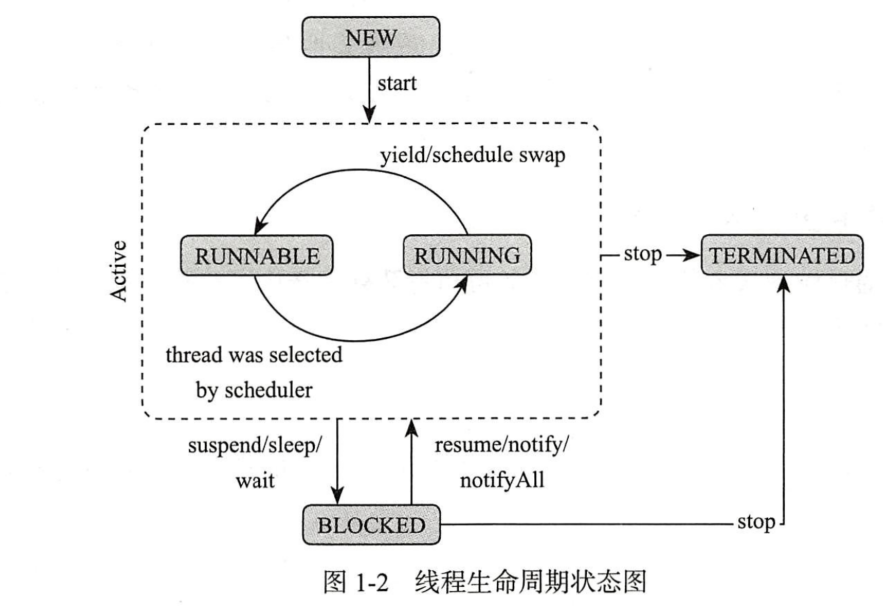 NEW
start
yield/schedule swap
RUNNABLE
RUNNING
Active
thread was selected
by scheduler
stop
TERMINATED
suspend/sleep/
wait
resume/notify/
notifyAll
BLOCKED
stop
图 1-2 线程生命周期状态图